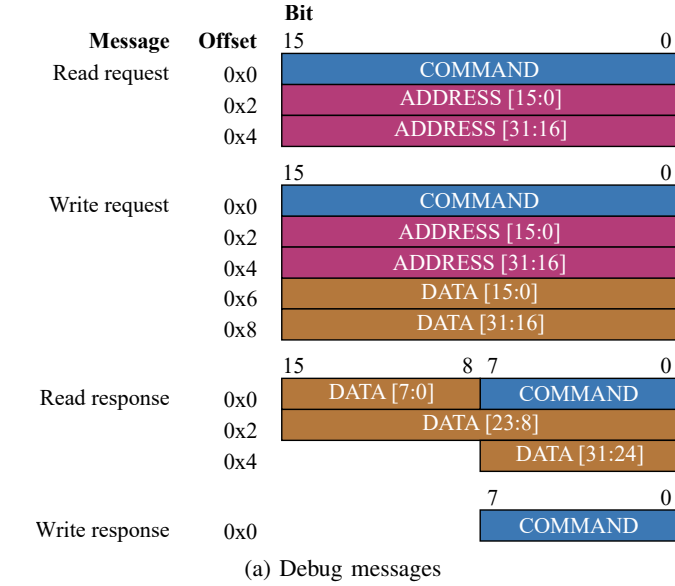 Bit
Message Offset 15 0
Read request 0x0 COMMAND
0x2 ADDRESS [15:0]
0x4 ADDRESS [31:16]
15 0
Write request 0x0 COMMAND
0x2 ADDRESS [15:0]
0x4 ADDRESS [31:16]
0x6 DATA [15:0]
0x8 DATA [31:16]
15 8 7 0
Read response 0x0 DATA [7:0] COMMAND
0x2 DATA [23:8]
0x4 DATA [31:24]
7 0
Write response 0x0 COMMAND
(a) Debug messages